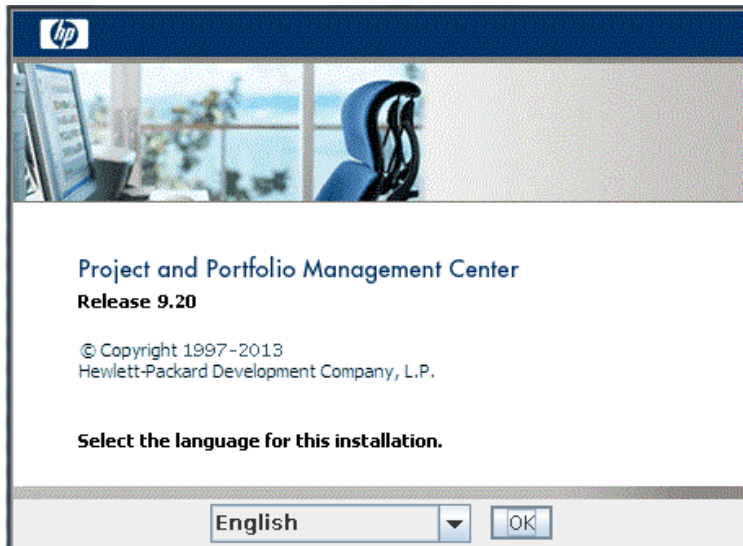 hp
Project and Portfolio Management Center
Release 9.20
© Copyright 1997-2013
Hewlett-Packard Development Company, L.P.
Select the language for this installation.
English
OK